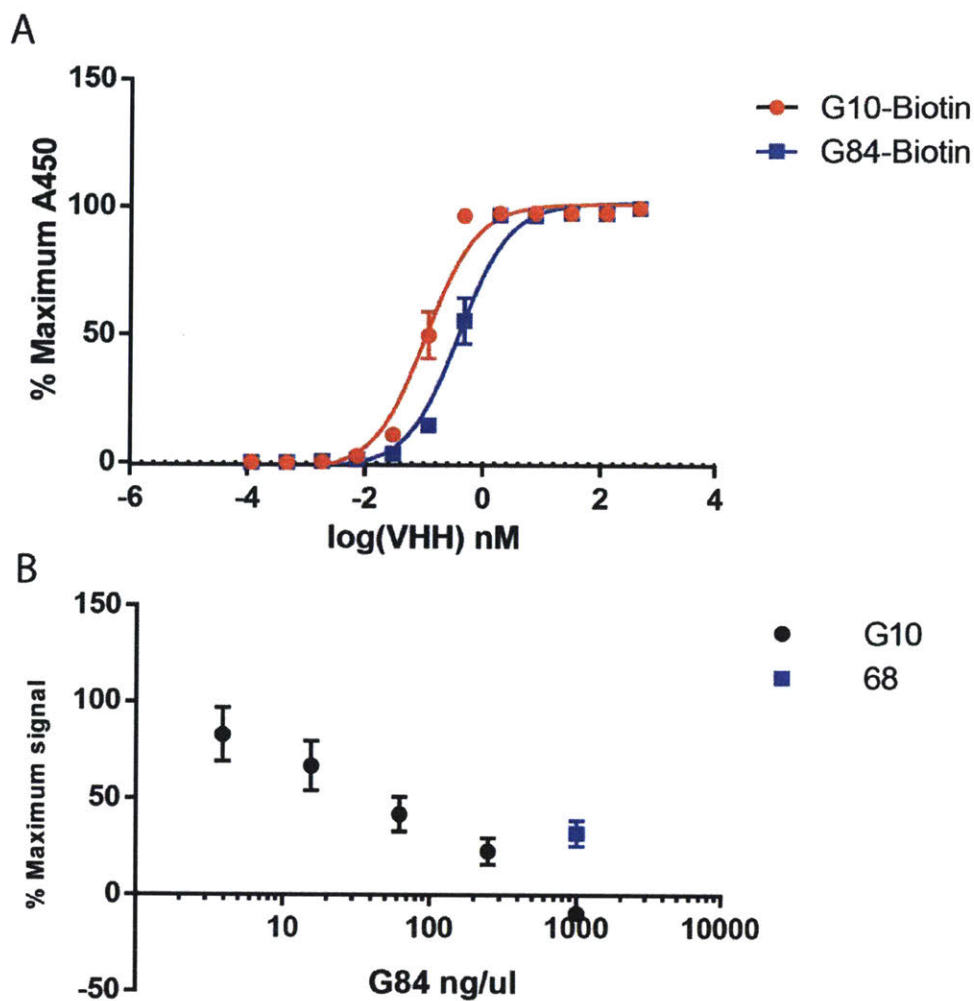 A
150
100
50
0
% Maximum A450
-6
-4
-2
0
2
4
log(VHH) nM
G10-Biotin
G84-Biotin
B
150
100
50
0
-50
% Maximum signal
10
100
1000
10000
G84 ng/ul
G10
68